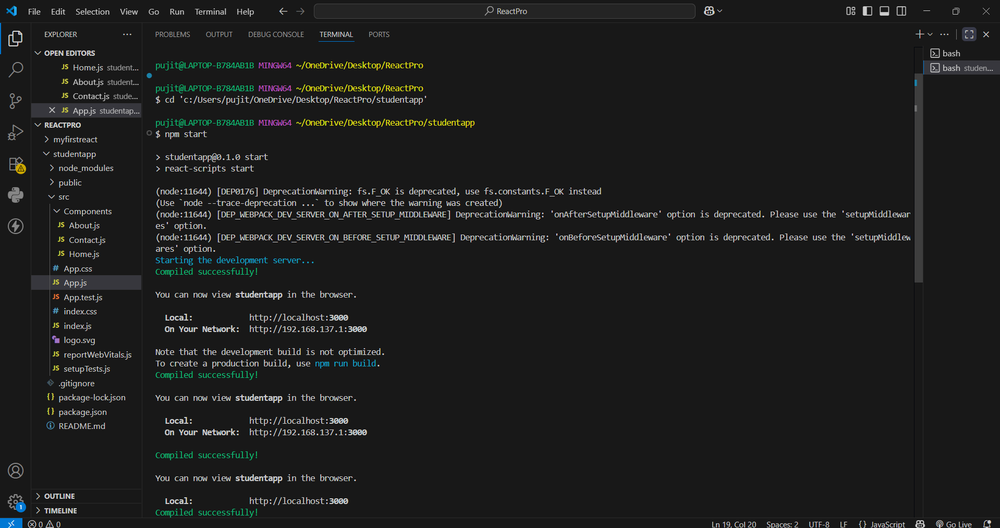 File Edit Selection View Go Run Terminal Help
ReactPro
EXPLORER
OPEN EDITORS
JS Home.js student...
JS About.js student...
JS Contact.js stude...
JS App.js studentap...
REACTPRO
myfirstreact
studentapp
node_modules
public
src
Components
JS About.js
JS Contact.js
JS Home.js
# App.css
JS App.js
JS App.test.js
# index.css
JS index.js
logo.svg
JS reportWebVitals.js
JS setupTests.js
.gitignore
{} package-lock.json
{} package.json
README.md
OUTLINE
TIMELINE
PROBLEMS OUTPUT DEBUG CONSOLE TERMINAL PORTS
pujit@LAPTOP-B784AB1B MINGW64 ~/OneDrive/Desktop/ReactPro
pujit@LAPTOP-B784AB1B MINGW64 ~/OneDrive/Desktop/ReactPro
$ cd 'c:/Users/pujit/OneDrive/Desktop/ReactPro/studentapp'
pujit@LAPTOP-B784AB1B MINGW64 ~/OneDrive/Desktop/ReactPro/studentapp
$ npm start
> studentapp@0.1.0 start
> react-scripts start
(node:11644) [DEP0176] DeprecationWarning: fs.F_OK is deprecated, use fs.constants.F_OK instead
(Use `node --trace-deprecation ...` to show where the warning was created)
(node:11644) [DEP_WEBPACK_DEV_SERVER_ON_AFTER_SETUP_MIDDLEWARE] DeprecationWarning: 'onAfterSetupMiddleware' option is deprecated. Please use the 'setupMiddlewar
es' option.
(node:11644) [DEP_WEBPACK_DEV_SERVER_ON_BEFORE_SETUP_MIDDLEWARE] DeprecationWarning: 'onBeforeSetupMiddleware' option is deprecated. Please use the 'setupMiddlew
ares' option.
Starting the development server...
Compiled successfully!
You can now view studentapp in the browser.
Local: http://localhost:3000
On Your Network: http://192.168.137.1:3000
Note that the development build is not optimized.
To create a production build, use npm run build.
Compiled successfully!
You can now view studentapp in the browser.
Local: http://localhost:3000
On Your Network: http://192.168.137.1:3000
Compiled successfully!
You can now view studentapp in the browser.
Local: http://localhost:3000
Compiled successfully!
bash
bash studen...
1
0 0
Ln 19, Col 20 Spaces: 2 UTF-8 LF {} JavaScript Go Live